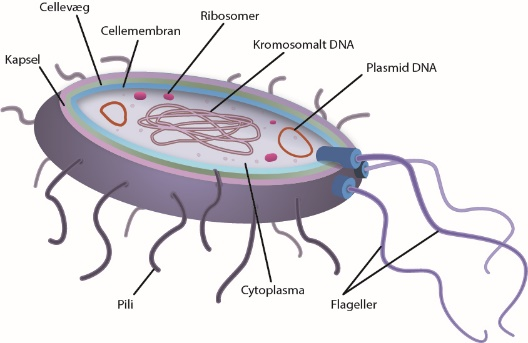 Cellevæg
Ribosomer
Cellemembran
Kromosomalt DNA
Kapsel
Plasmid DNA
Cytoplasma
Pili
Flageller